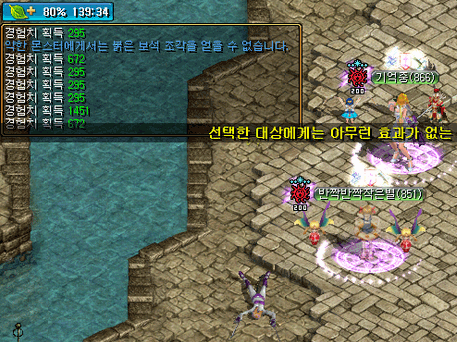 80% 139:34
경험치 획득 295
약한 몬스터에게서는 붉은 보석 조각을 얻을 수 없습니다.
경험치 획득 672
경험치 획득 295
경험치 획득 295
경험치 획득 295
경험치 획득 1451
경험치 획득 672
선택한 대상에게는 아무런 효과가 없는
기억중(866)
200
반짝반짝작은별(851)
200